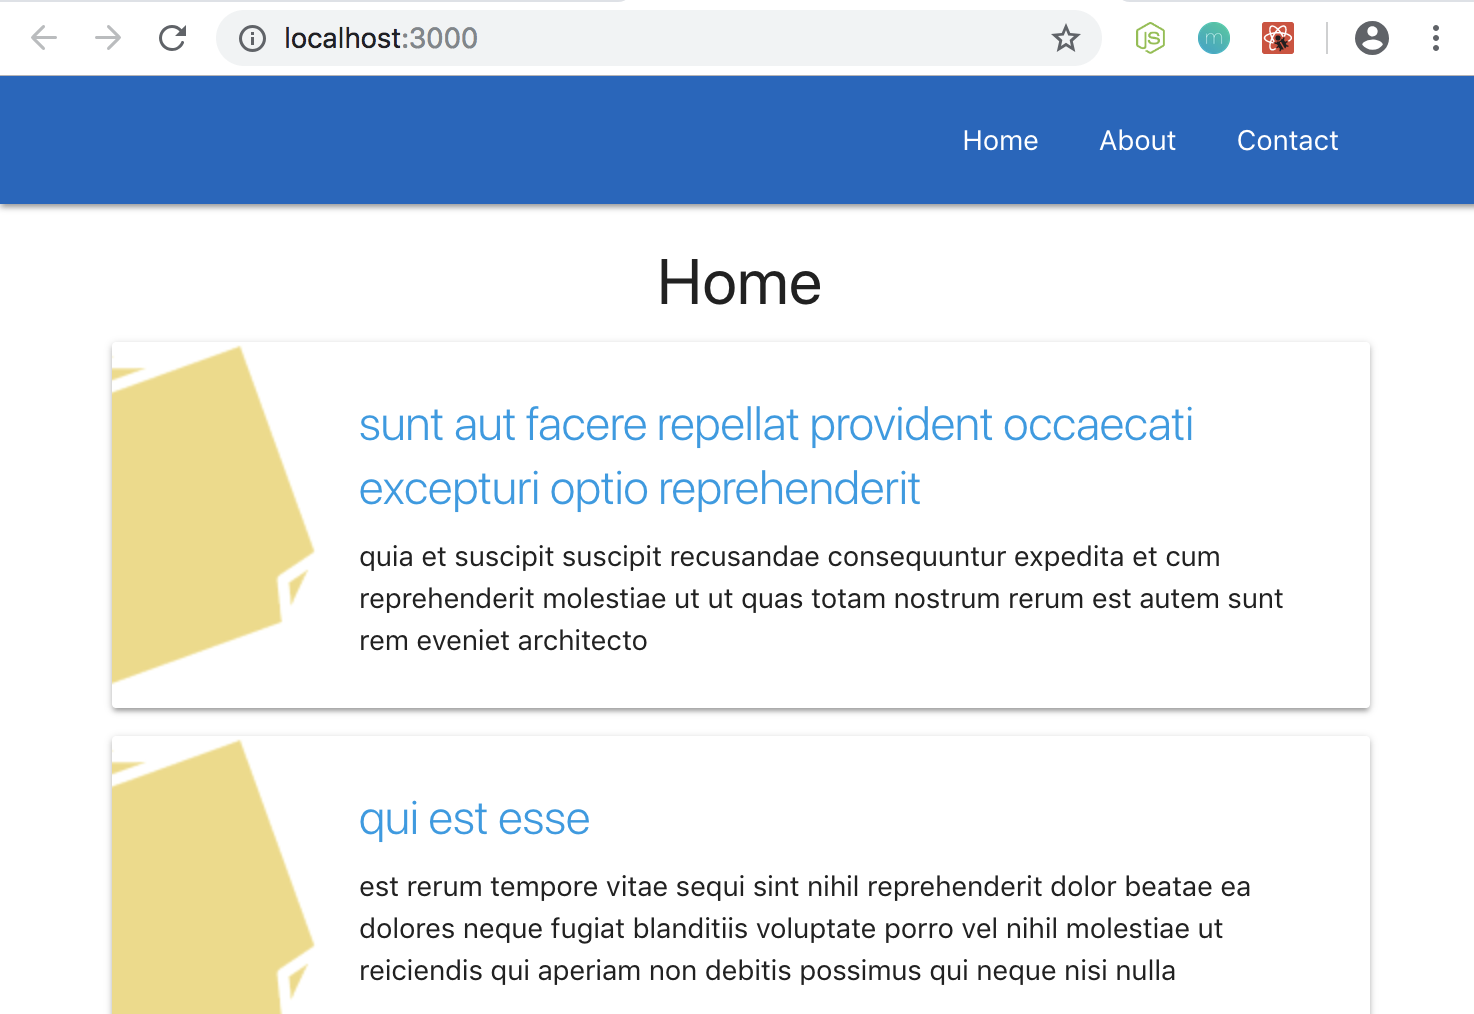 localhost:3000
JS
m
Home About Contact
Home
sunt aut facere repellat provident occaecati
excepturi optio reprehenderit
quia et suscipit suscipit recusandae consequuntur expedita et cum
reprehenderit molestiae ut ut quas totam nostrum rerum est autem sunt
rem eveniet architecto
qui est esse
est rerum tempore vitae sequi sint nihil reprehenderit dolor beatae ea
dolores neque fugiat blanditiis voluptate porro vel nihil molestiae ut
reiciendis qui aperiam non debitis possimus qui neque nisi nulla